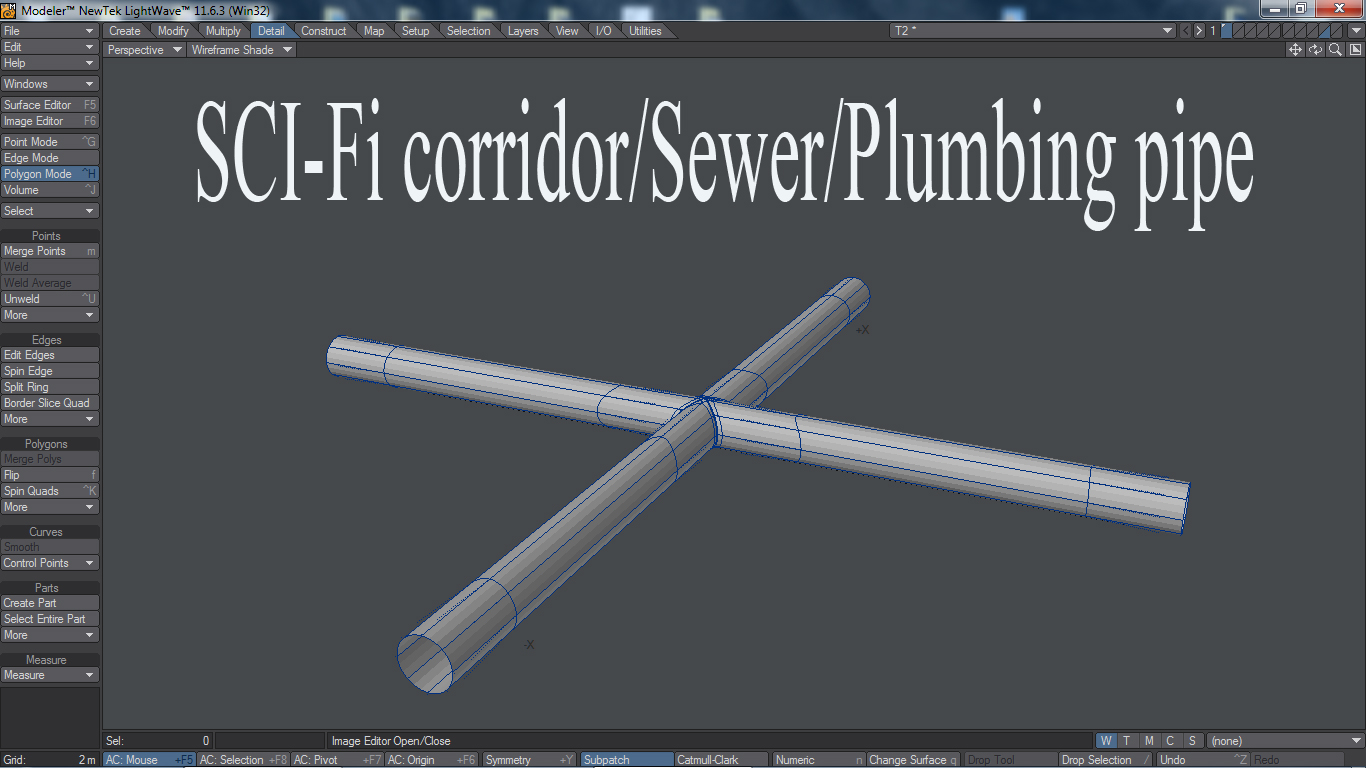 Modeler™ NewTek LightWave™ 11.6.3 (Win32)
File Create Modify Multiply Detail Construct Map Setup Selection Layers View I/O Utilities T2 * < > 1
Edit Perspective Wireframe Shade
Help
Windows
Surface Editor F5
Image Editor F6
SCI-Fi corridor/Sewer/Plumbing pipe
Point Mode ^G
Edge Mode
Polygon Mode ^H
Volume ^J
Select
Points
Merge Points m
Weld
Weld Average
Unweld ^U
More
+X
Edges
Edit Edges
Spin Edge
Split Ring
Border Slice Quad
More
Polygons
Merge Polys
Flip f
Spin Quads ^K
More
Curves
Smooth
Control Points
Parts
Create Part
Select Entire Part
More
-X
Measure
Measure
Sel: 0 Image Editor Open/Close W T M C S (none)
Grid: 2 m AC: Mouse +F5 AC: Selection +F8 AC: Pivot +F7 AC: Origin +F6 Symmetry +Y Subpatch Catmull-Clark Numeric n Change Surface q Drop Tool Drop Selection / Undo ^Z Redo